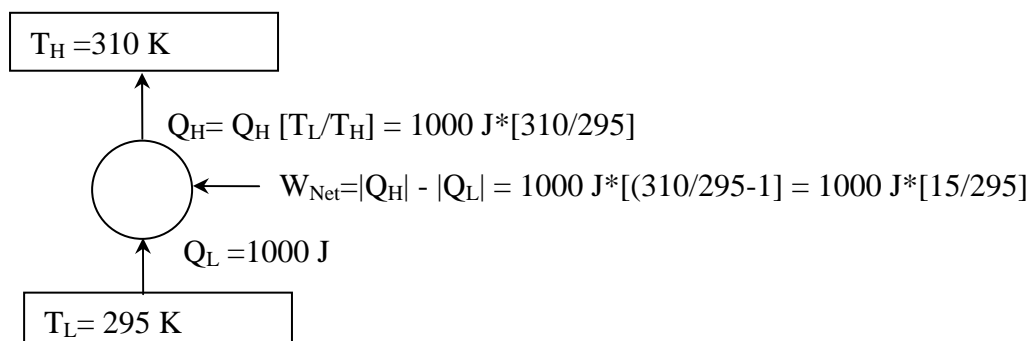 T_H =310 K
Q_H= Q_H [T_L/T_H] = 1000 J*[310/295]
W_Net=|Q_H| - |Q_L| = 1000 J*[(310/295-1] = 1000 J*[15/295]
Q_L =1000 J
T_L= 295 K